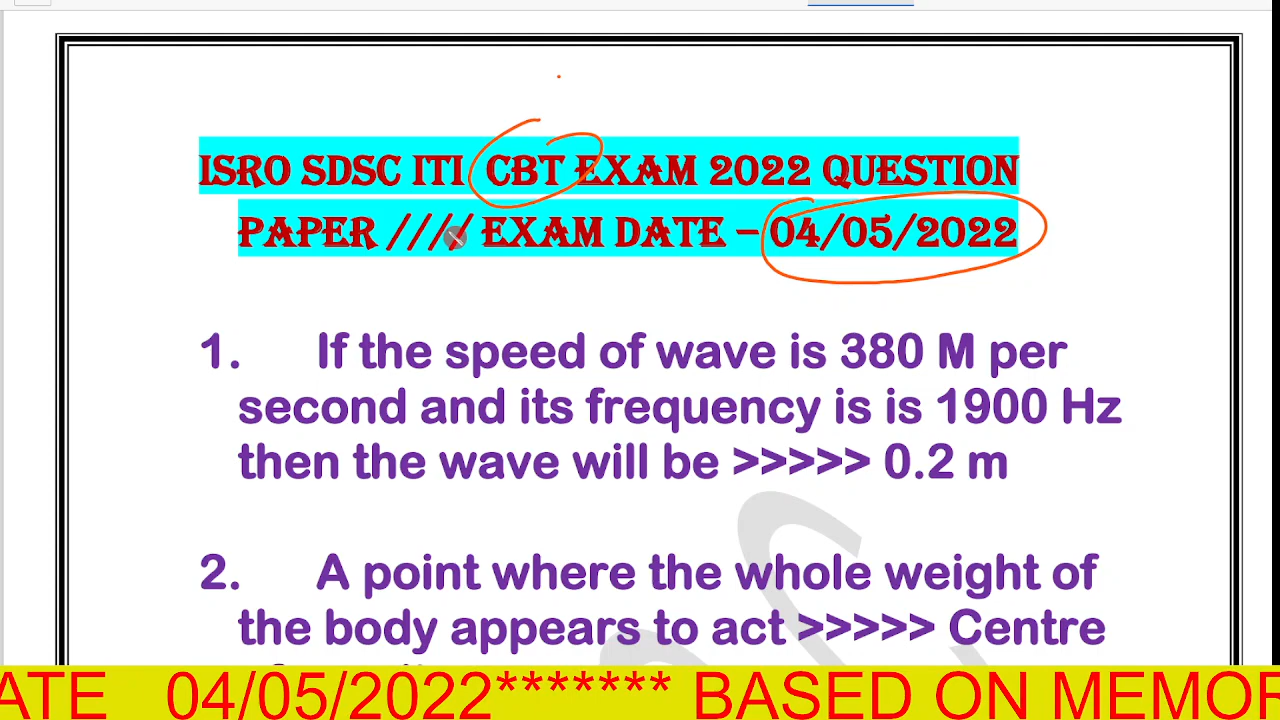 ISRO SDSC ITI CBT EXAM 2022 QUESTION
PAPER //// EXAM DATE – 04/05/2022
1. If the speed of wave is 380 M per
second and its frequency is is 1900 Hz
then the wave will be >>>>> 0.2 m
2. A point where the whole weight of
the body appears to act >>>>> Centre
ATE 04/05/2022******* BASED ON MEMOR